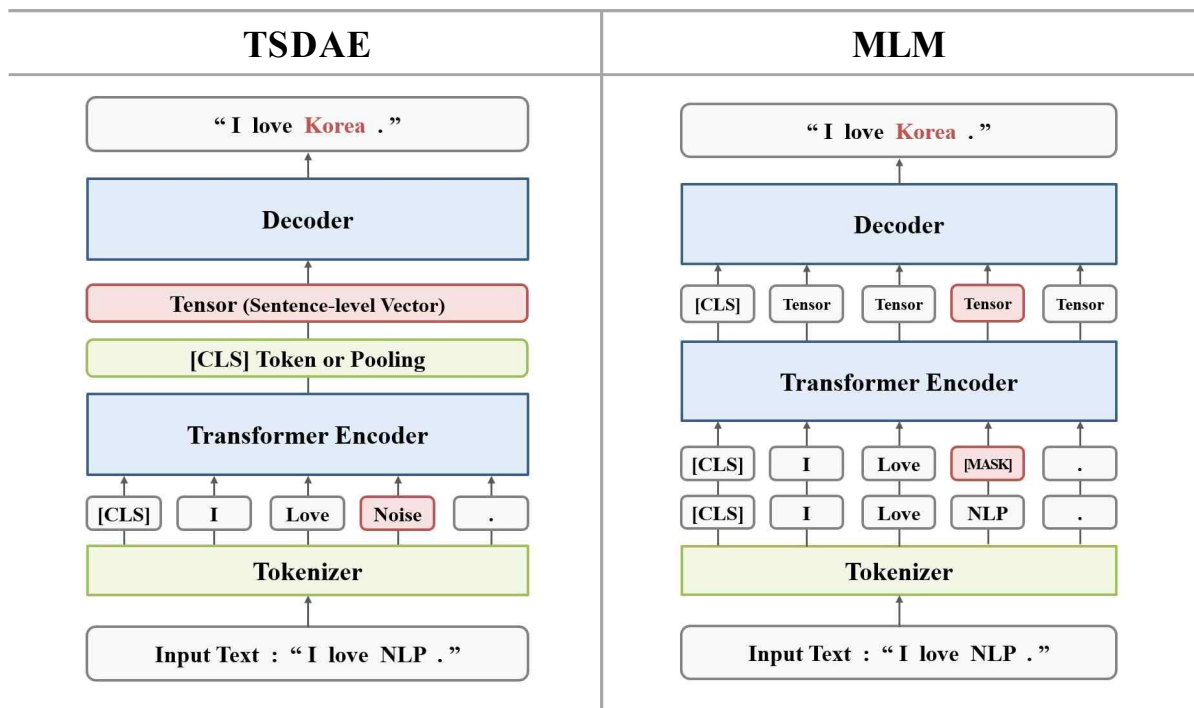 TSDAE
“ I love Korea . ”
Decoder
Tensor (Sentence-level Vector)
[CLS] Token or Pooling
Transformer Encoder
[CLS] I Love Noise .
Tokenizer
Input Text : “ I love NLP . ”
MLM
“ I love Korea . ”
Decoder
[CLS] Tensor Tensor Tensor Tensor
Transformer Encoder
[CLS] I Love [MASK] .
[CLS] I Love NLP .
Tokenizer
Input Text : “ I love NLP . ”